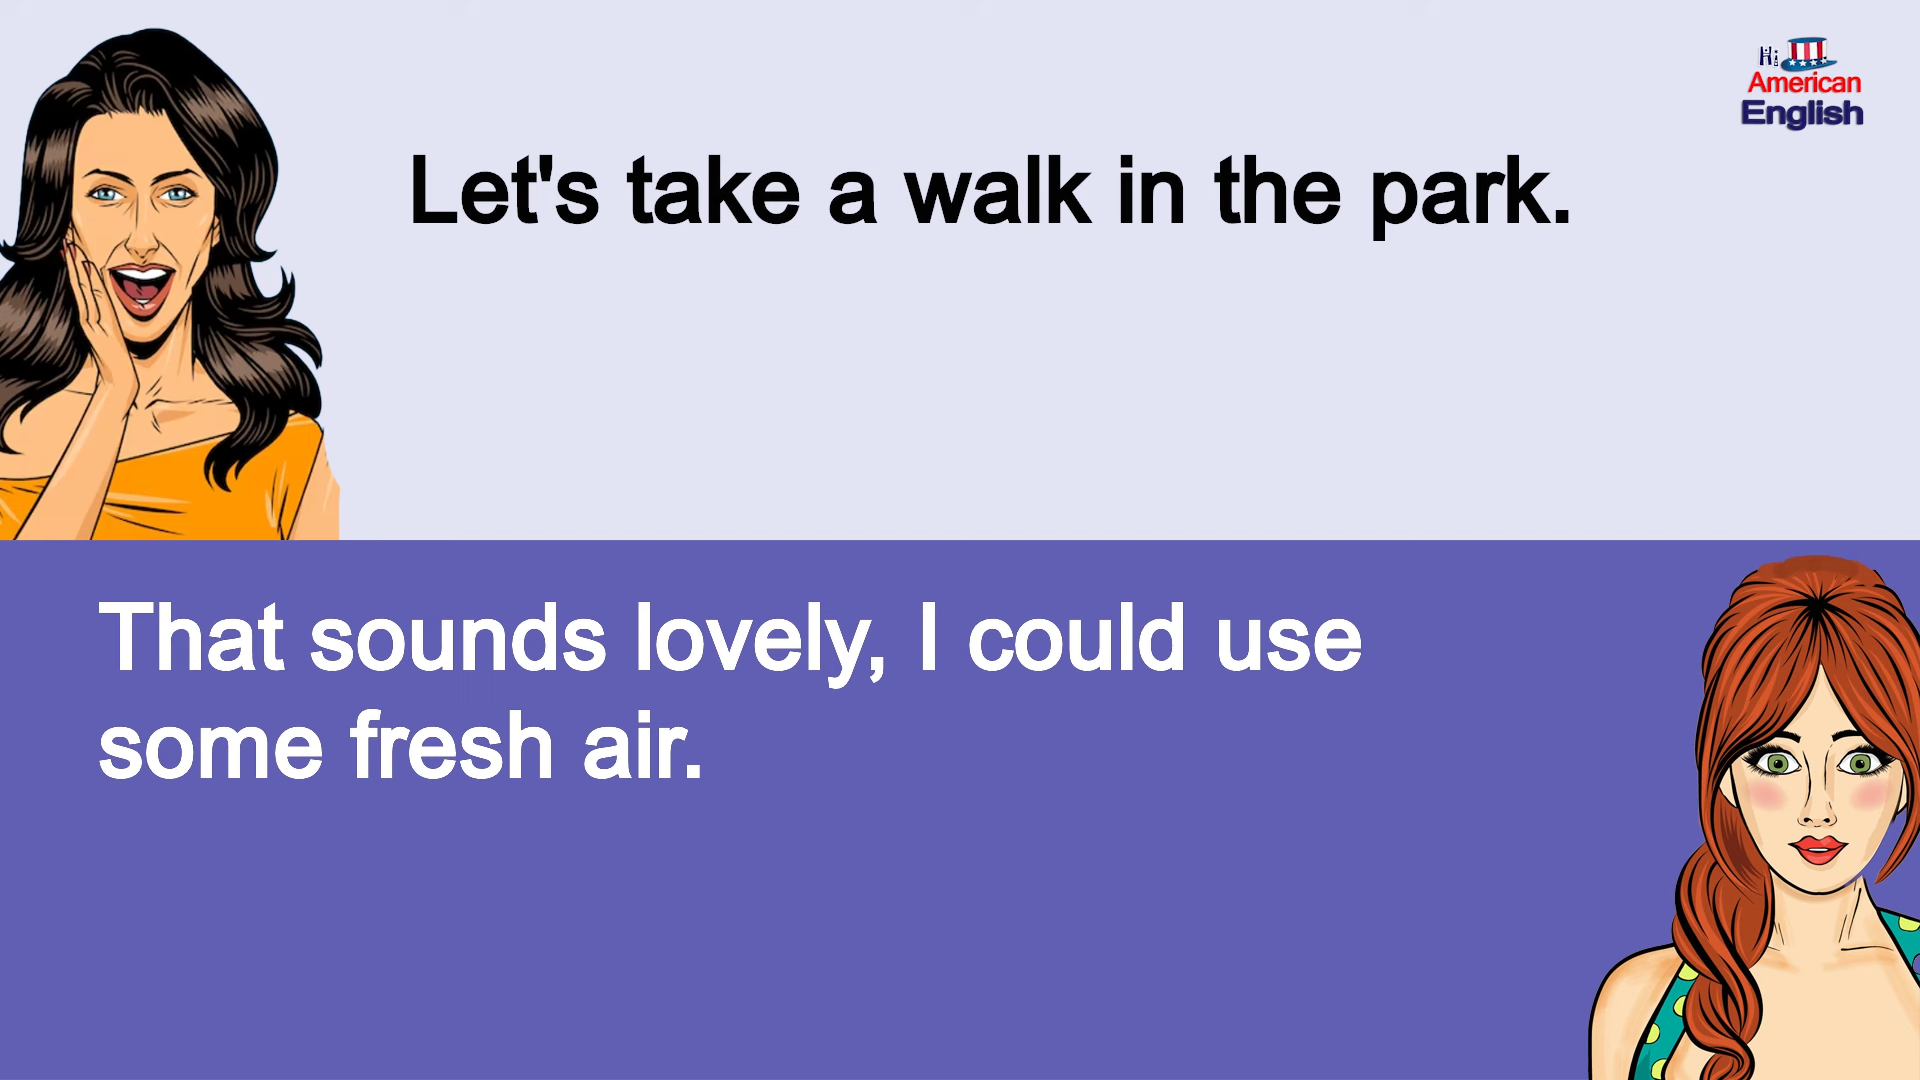 Hi
American
English
Let's take a walk in the park.
That sounds lovely, I could use
some fresh air.